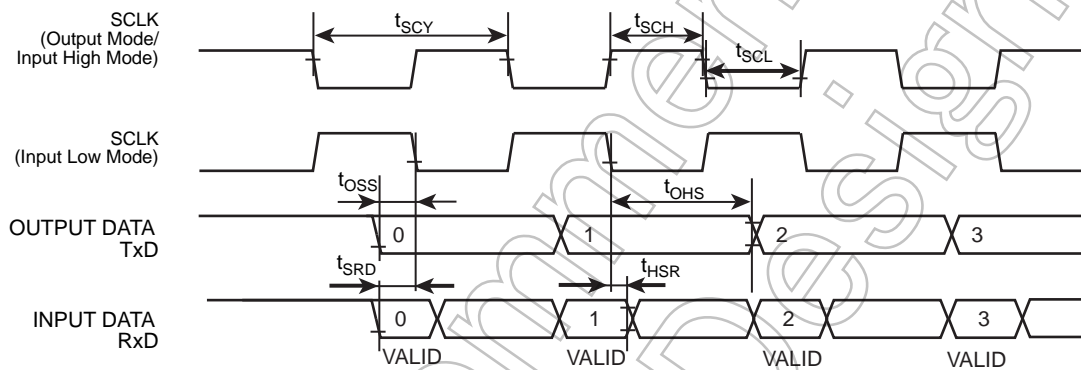 SCLK
(Output Mode/
Input High Mode)
tSCY
tSCH
tSCL
SCLK
(Input Low Mode)
tOSS
tOHS
OUTPUT DATA
TxD
0
1
2
3
tSRD
tHSR
INPUT DATA
RxD
0
1
2
3
VALID
VALID
VALID
VALID